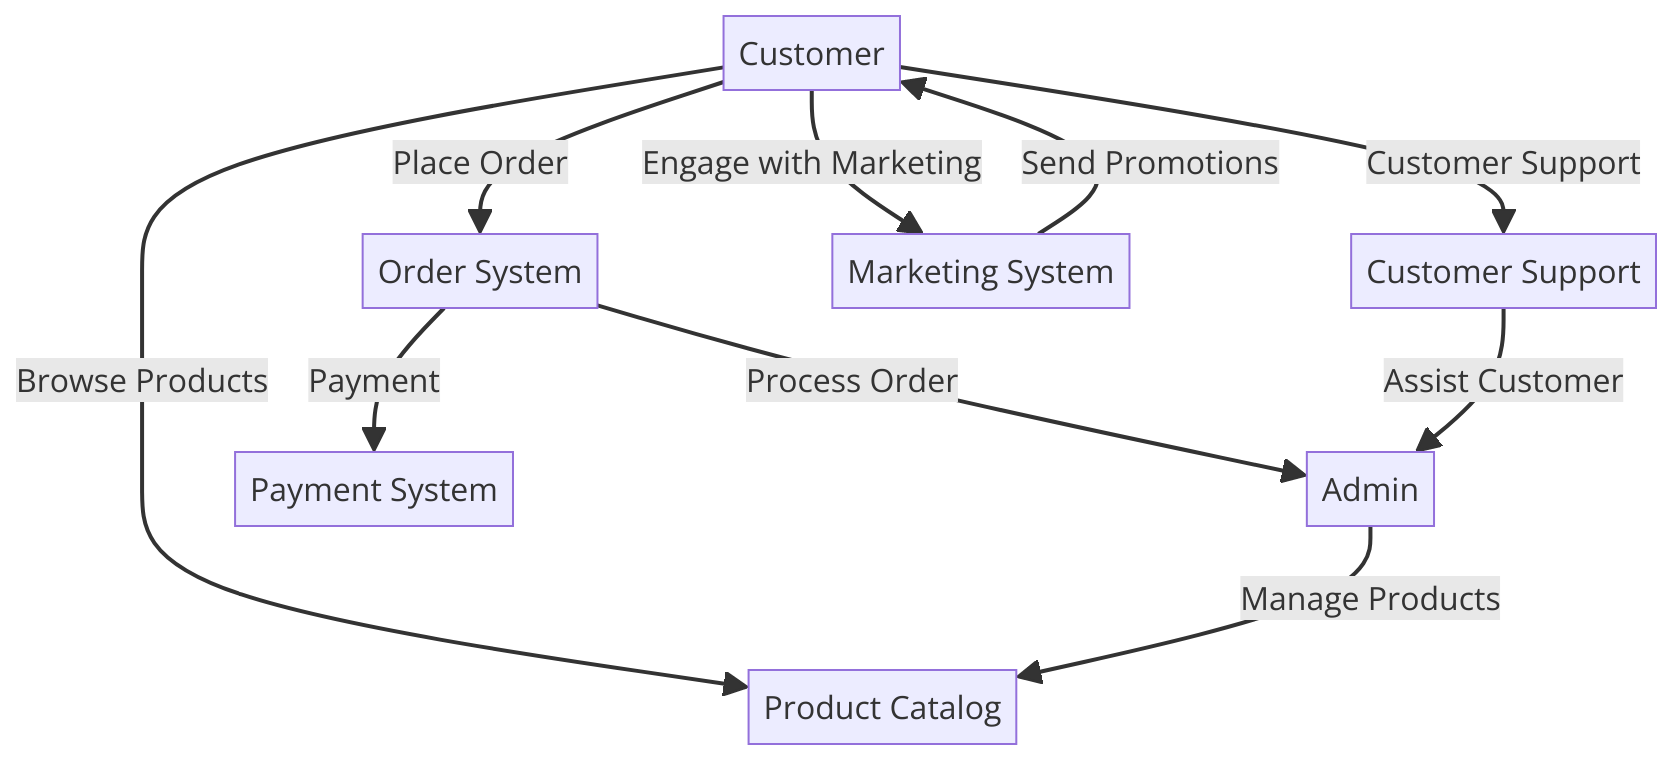 Customer
Place Order
Engage with Marketing
Send Promotions
Customer Support
Order System
Marketing System
Customer Support
Browse Products
Payment
Process Order
Assist Customer
Payment System
Admin
Manage Products
Product Catalog